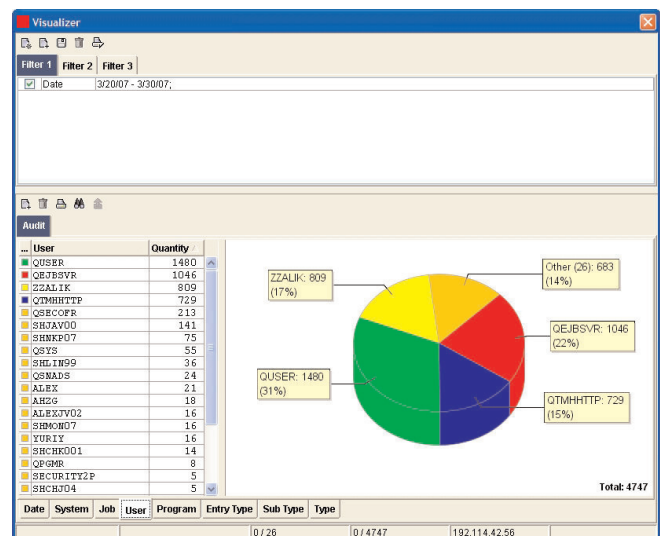 Visualizer
Filter 1 Filter 2 Filter 3
Date 3/20/07 - 3/30/07;
Audit
... User Quantity
QUSER 1480
QEJBSVR 1046
ZZALIK 809
QTMHHTTP 729
QSECOFR 213
SHJAV00 141
SHNKP07 75
QSYS 55
SHLIN99 36
QSNADS 24
ALEX 21
AHZG 18
ALEXJV02 16
SHMON07 16
YURIY 16
SHCHK001 14
QPGMR 8
SECURITY2P 5
SHCHJ04 5
ZZALIK: 809
(17%)
Other (26): 683
(14%)
QEJBSVR: 1046
(22%)
QUSER: 1480
(31%)
QTMHHTTP: 729
(15%)
Total: 4747
Date System Job User Program Entry Type Sub Type Type
0 / 26 0 / 4747 192.114.42.56